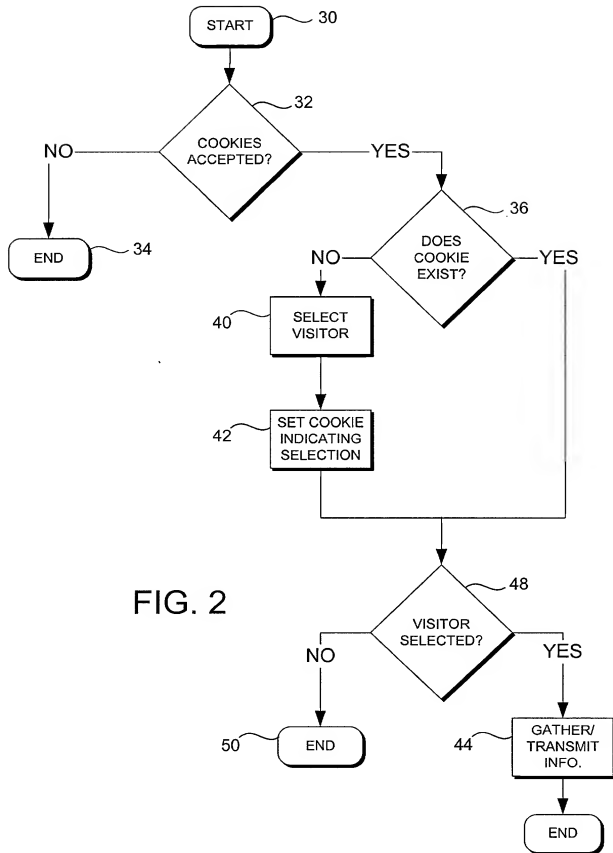 START
30
32
COOKIES
ACCEPTED?
NO
YES
36
END
34
DOES
COOKIE
EXIST?
NO
YES
40
SELECT
VISITOR
42
SET COOKIE
INDICATING
SELECTION
FIG. 2
48
VISITOR
SELECTED?
NO
YES
50
END
44
GATHER/
TRANSMIT
INFO.
END